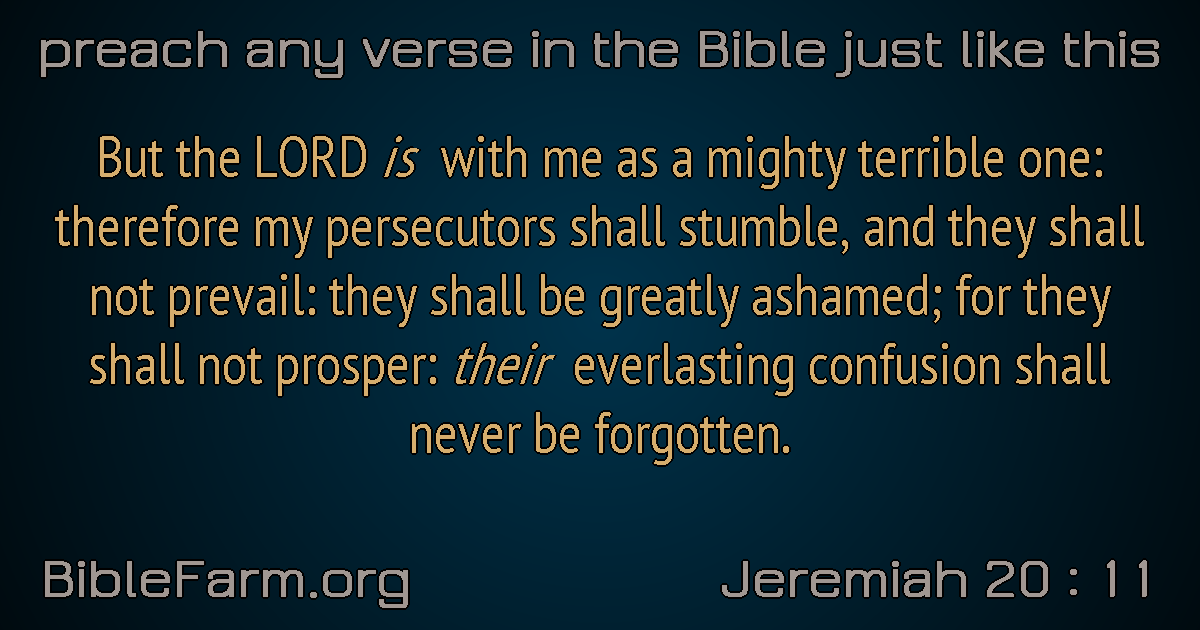 preach any verse in the Bible just like this
But the LORD is with me as a mighty terrible one:
therefore my persecutors shall stumble, and they shall
not prevail: they shall be greatly ashamed; for they
shall not prosper: their everlasting confusion shall
never be forgotten.
BibleFarm.org
Jeremiah 20 : 11